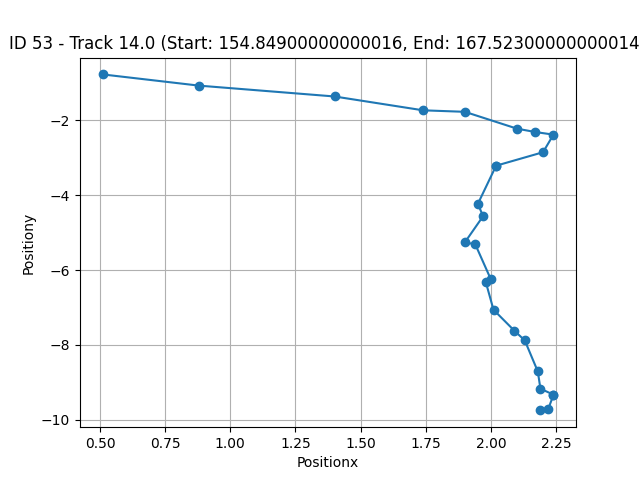 ID 53 - Track 14.0 (Start: 154.84900000000016, End: 167.52300000000014
Positiony
−2
−4
−6
−8
−10
0.50 0.75 1.00 1.25 1.50 1.75 2.00 2.25
Positionx